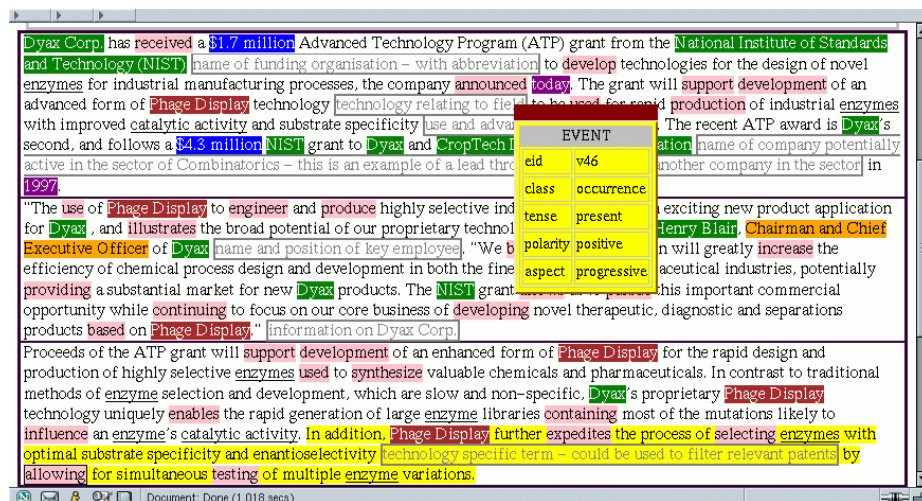 Dyax Corp. has received a $1.7 million Advanced Technology Program (ATP) grant from the National Institute of Standards
and Technology (NIST) name of funding organisation – with abbreviation to develop technologies for the design of novel
enzymes for industrial manufacturing processes, the company announced today. The grant will support development of an
advanced form of Phage Display technology technology relating to field to be used for rapid production of industrial enzymes
with improved catalytic activity and substrate specificity use and adva . The recent ATP award is Dyax's
second, and follows a $4.3 million NIST grant to Dyax and CropTech name of company potentially
active in the sector of Combinatorics – this is an example of a lead another company in the sector in
1997.
EVENT
eid v46
class occurrence
tense present
polarity positive
aspect progressive
"The use of Phage Display to engineer and produce highly selective exciting new product application
for Dyax , and illustrates the broad potential of our proprietary Henry Blair, Chairman and Chief
Executive Officer of Dyax name and position of key employee. "We will greatly increase the
efficiency of chemical process design and development in both the fine industries, potentially
providing a substantial market for new Dyax products. The NIST grant this important commercial
opportunity while continuing to focus on our core business of developing novel therapeutic, diagnostic and separations
products based on Phage Display." information on Dyax Corp.
Proceeds of the ATP grant will support development of an enhanced form of Phage Display for the rapid design and
production of highly selective enzymes used to synthesize valuable chemicals and pharmaceuticals. In contrast to traditional
methods of enzyme selection and development, which are slow and non–specific, Dyax's proprietary Phage Display
technology uniquely enables the rapid generation of large enzyme libraries containing most of the mutations likely to
influence an enzyme's catalytic activity. In addition, Phage Display further expedites the process of selecting enzymes with
optimal substrate specificity and enantioselectivity technology specific term – could be used to filter relevant patents by
allowing for simultaneous testing of multiple enzyme variations.
Document: Done (1.018 secs)